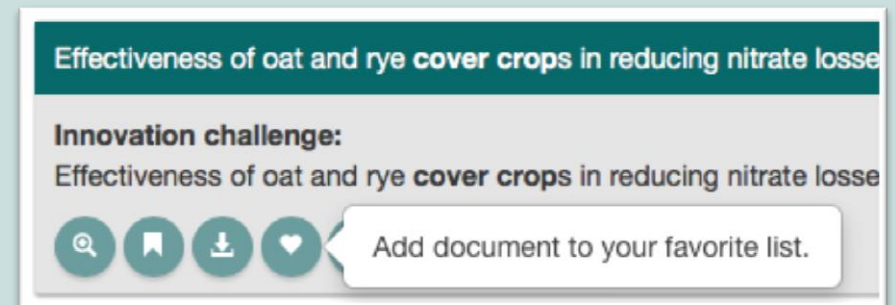 Effectiveness of oat and rye cover crops in reducing nitrate losse
Innovation challenge:
Effectiveness of oat and rye cover crops in reducing nitrate losse
Add document to your favorite list.